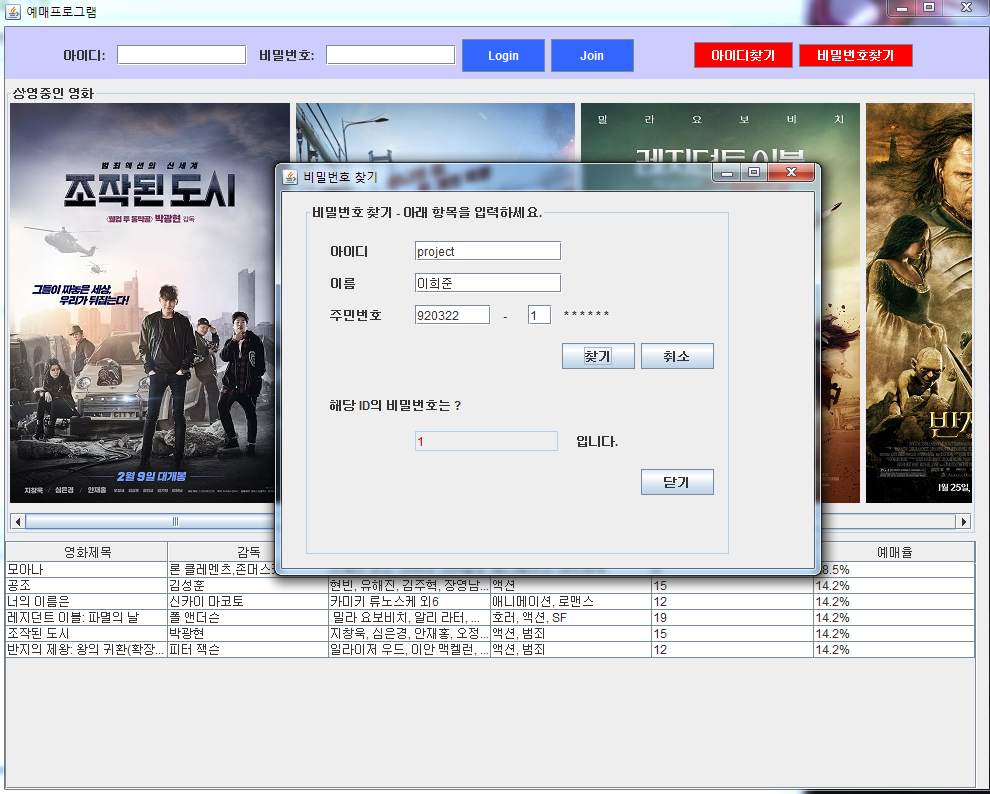 예매프로그램
아이디: 비밀번호: Login Join 아이디찾기 비밀번호찾기
상영중인 영화
범죄액션의 신세계
조작된 도시
<웰컴 투 동막골> 박광현 감독
그들이 짜놓은 세상,
우리가 뒤집는다!
2월 9일 대개봉
지창욱 / 심은경 / 안재홍
밀 라 요 보 비 치
레지던트 이블
반지
1월 25일,
비밀번호 찾기
비밀번호 찾기 - 아래 항목을 입력하세요.
아이디 project
이름 이희준
주민번호 920322 - 1 ******
찾기 취소
해당 ID의 비밀번호는 ?
1 입니다.
닫기
영화제목 감독 예매율
모아나 론 클레멘츠,존머스 8.5%
공조 김성훈 현빈, 유해진, 김주혁, 장영남... 액션 15 14.2%
너의 이름은 신카이 마코토 카미키 류노스케 외6 애니메이션, 로맨스 12 14.2%
레지던트 이블: 파멸의 날 폴 앤더슨 밀라 요보비치, 알리 라터, ... 호러, 액션, SF 19 14.2%
조작된 도시 박광현 지창욱, 심은경, 안재홍, 오정... 액션, 범죄 15 14.2%
반지의 제왕: 왕의 귀환(확장... 피터 잭슨 일라이저 우드, 이안 맥켈런, ... 액션, 범죄 12 14.2%